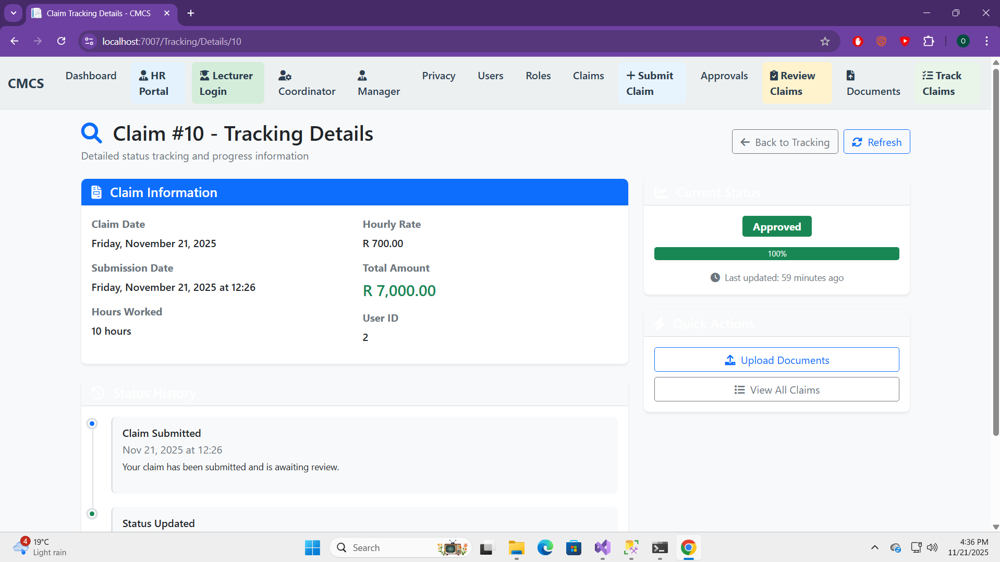 Claim Tracking Details - CMCS
localhost:7007/Tracking/Details/10
O
CMCS
Dashboard
HR
Portal
Lecturer
Login
Coordinator
Manager
Privacy
Users
Roles
Claims
Submit
Claim
Approvals
Review
Claims
Documents
Track
Claims
Claim #10 - Tracking Details
Detailed status tracking and progress information
Back to Tracking
Refresh
Claim Information
Claim Date
Friday, November 21, 2025
Submission Date
Friday, November 21, 2025 at 12:26
Hours Worked
10 hours
Hourly Rate
R 700.00
Total Amount
R 7,000.00
User ID
2
Current Status
Approved
100%
Last updated: 59 minutes ago
Quick Actions
Upload Documents
View All Claims
Status History
Claim Submitted
Nov 21, 2025 at 12:26
Your claim has been submitted and is awaiting review.
Status Updated
4
19°C
Light rain
Search
4:36 PM
11/21/2025